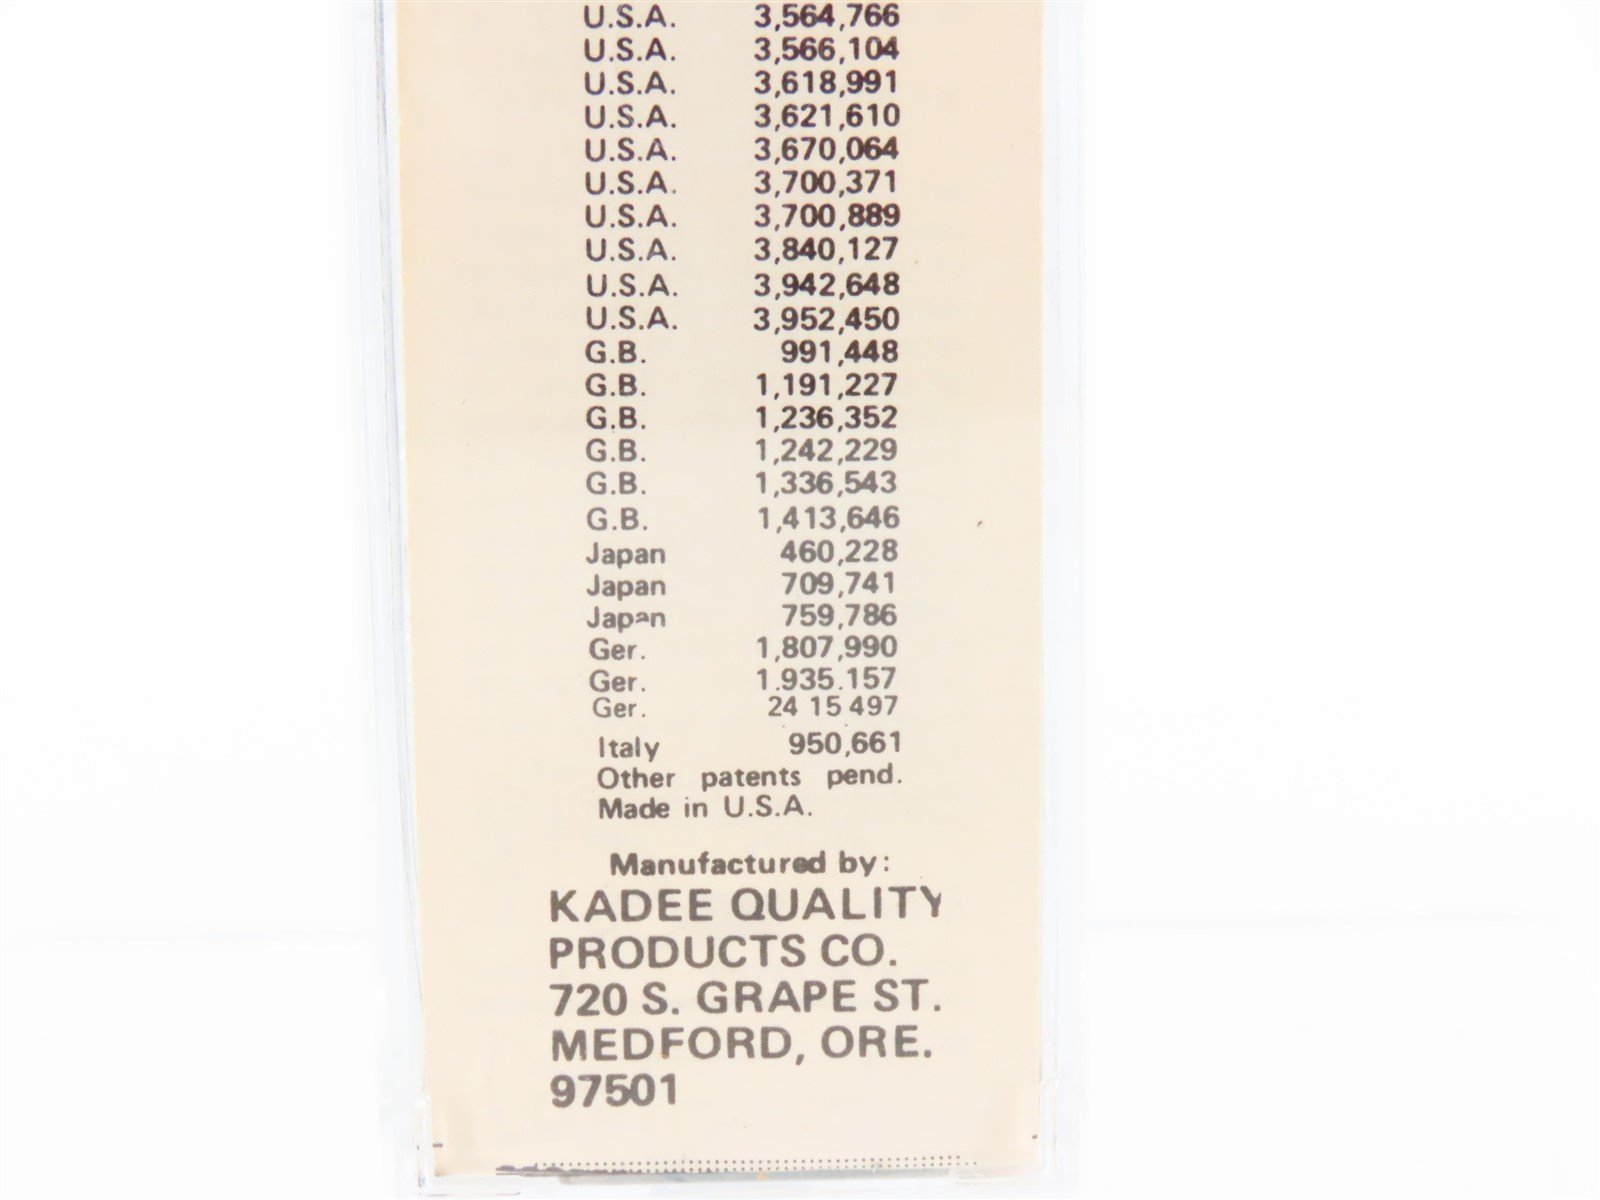 U.S.A. 3,564,766
U.S.A. 3,566,104
U.S.A. 3,618,991
U.S.A. 3,621,610
U.S.A. 3,670,064
U.S.A. 3,700,371
U.S.A. 3,700,889
U.S.A. 3,840,127
U.S.A. 3,942,648
U.S.A. 3,952,450
G.B. 991,448
G.B. 1,191,227
G.B. 1,236,352
G.B. 1,242,229
G.B. 1,336,543
G.B. 1,413,646
Japan 460,228
Japan 709,741
Japan 759,786
Ger. 1,807,990
Ger. 1.935.157
Ger. 24 15 497
Italy 950,661
Other patents pend.
Made in U.S.A.
Manufactured by:
KADEE QUALITY
PRODUCTS CO.
720 S. GRAPE ST.
MEDFORD, ORE.
97501